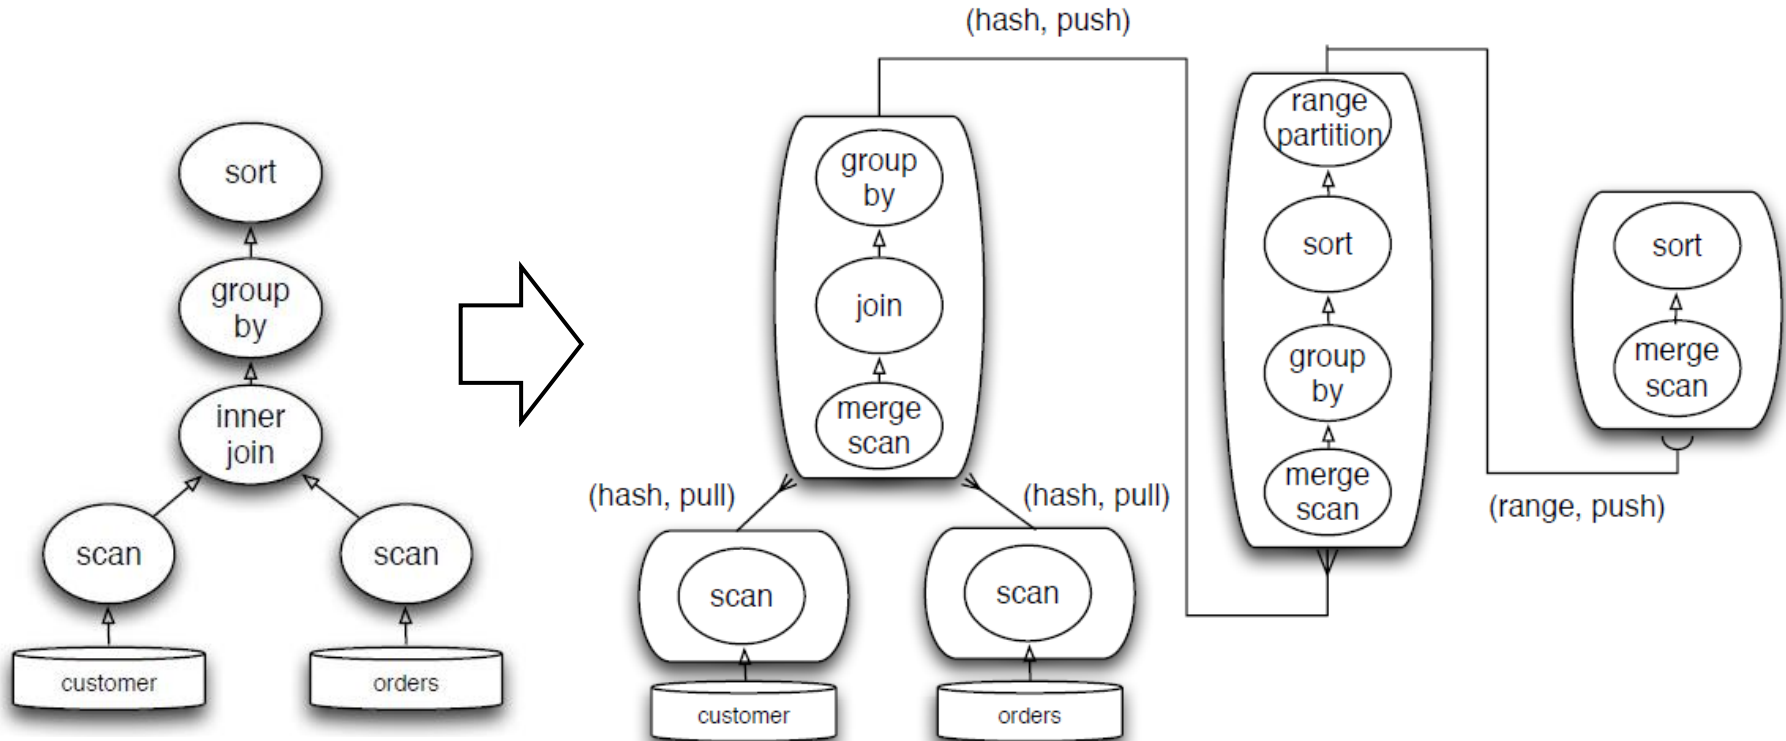 sort
group
by
inner
join
scan
scan
customer
orders
(hash, push)
group
by
join
merge
scan
(hash, pull)
(hash, pull)
scan
scan
customer
orders
range
partition
sort
group
by
merge
scan
sort
merge
scan
(range, push)